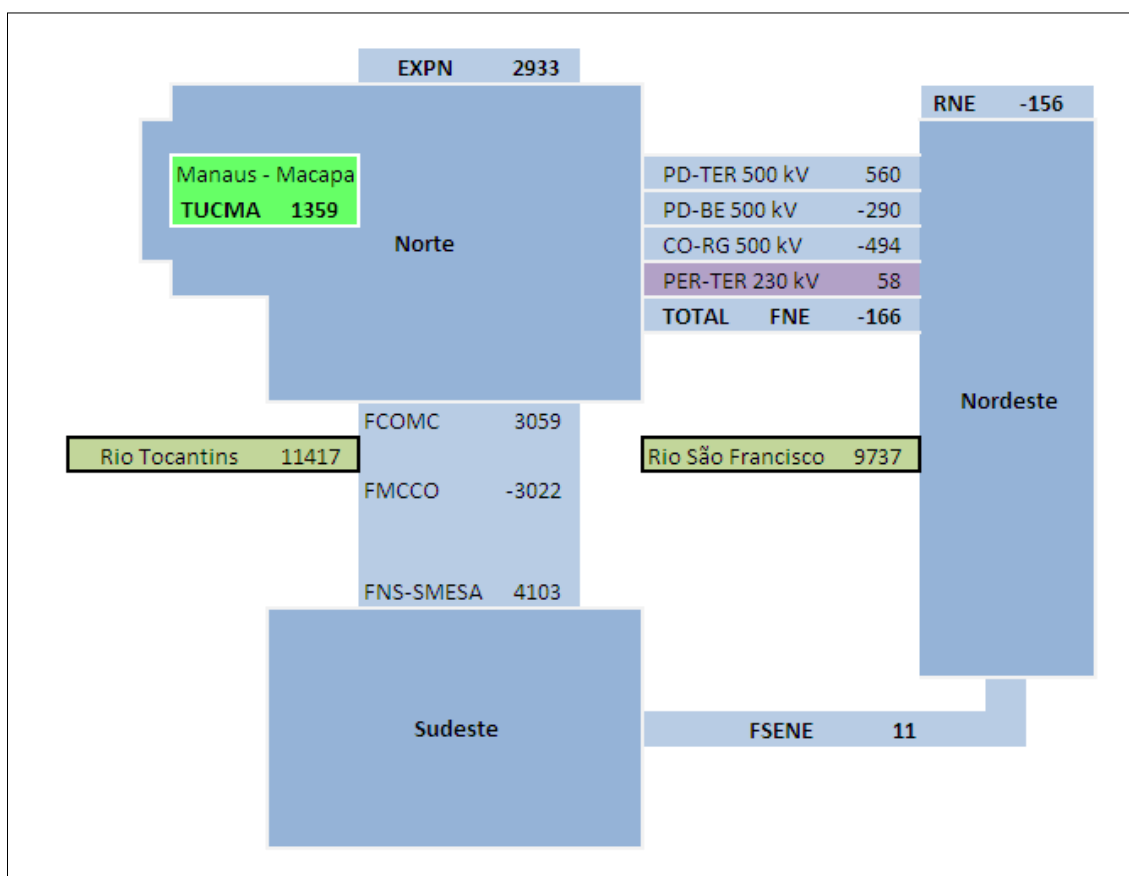 EXPN 2933
RNE -156
Manaus - Macapa
TUCMA 1359
Norte
PD-TER 500 kV 560
PD-BE 500 kV -290
CO-RG 500 kV -494
PER-TER 230 kV 58
TOTAL FNE -166
Nordeste
FCOMC 3059
Rio Tocantins 11417
Rio São Francisco 9737
FMCCO -3022
FNS-SMESA 4103
Sudeste
FSENE 11